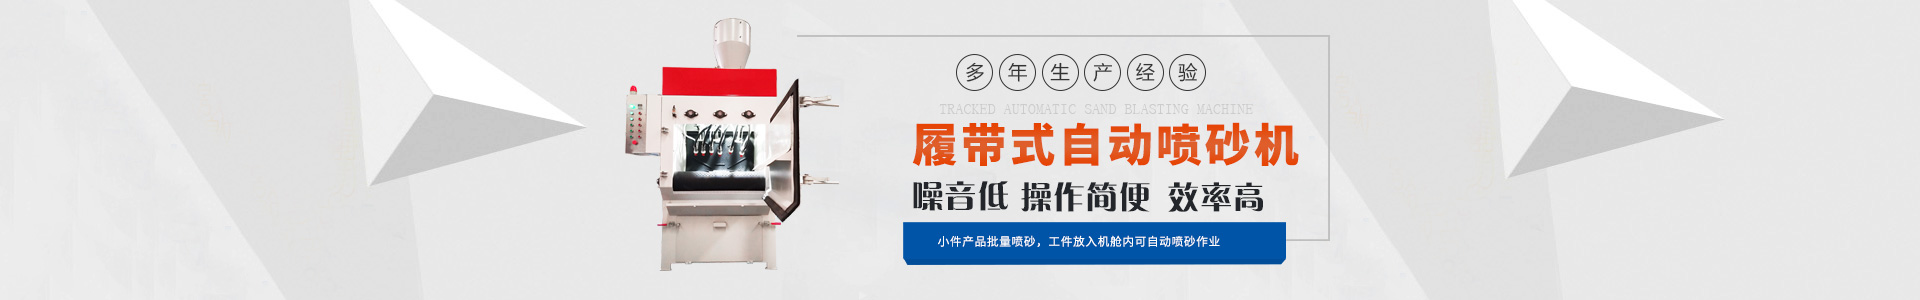 多年生产经验
TRACKED AUTOMATIC SAND BLASTING MACHINE
履带式自动喷砂机
噪音低 操作简便 效率高
小件产品批量喷砂，工件放入机舱内可自动喷砂作业